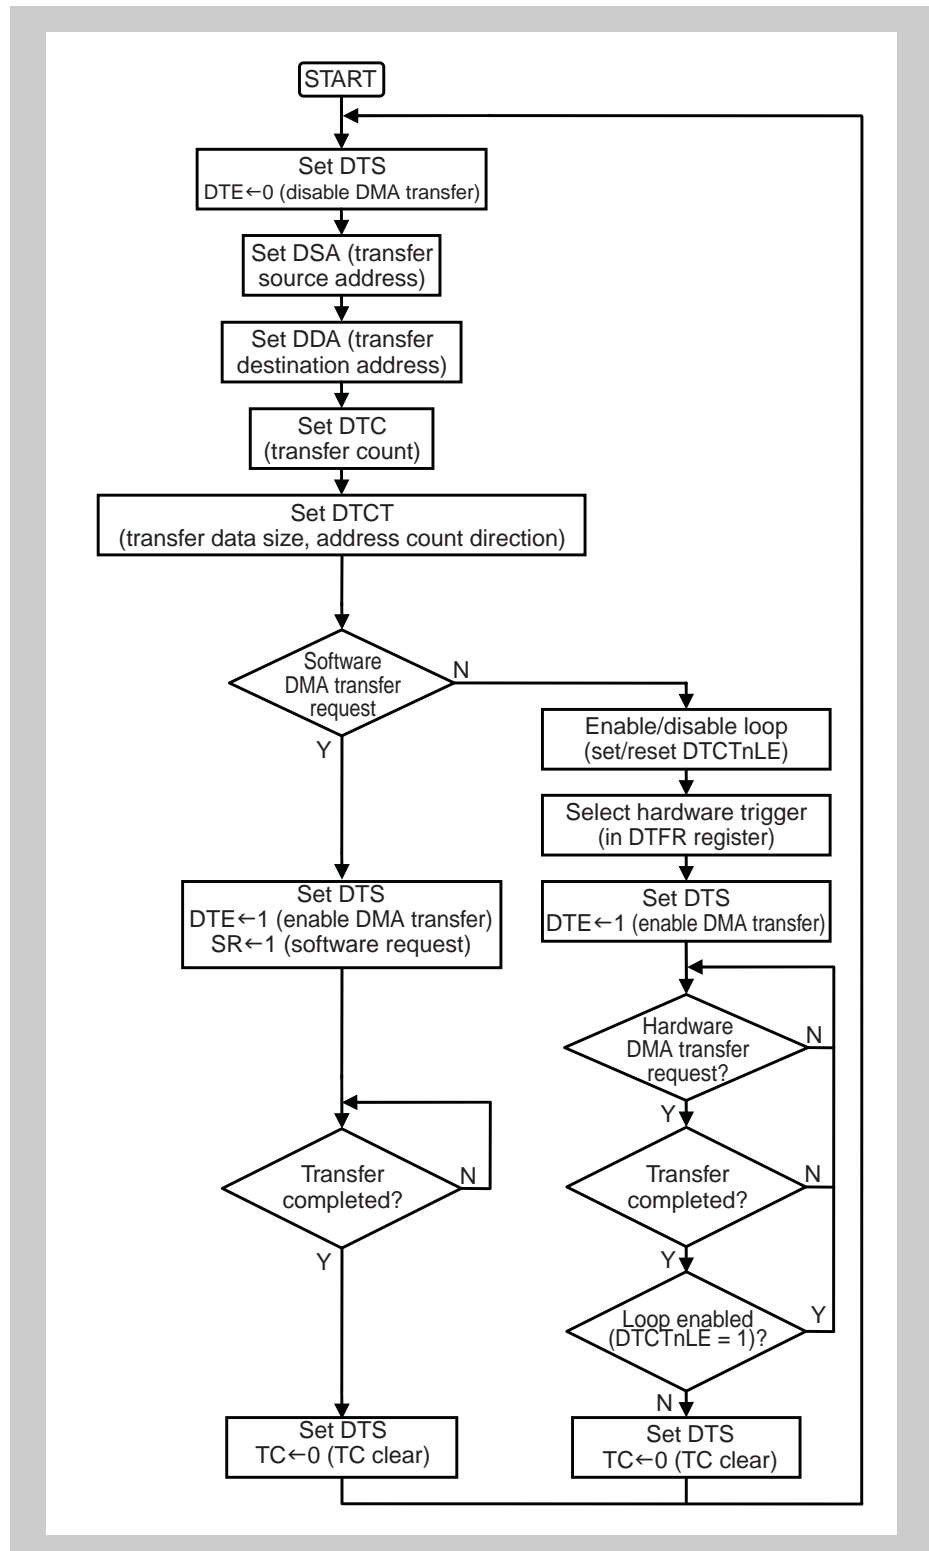 START
Set DTS
DTE←0 (disable DMA transfer)
Set DSA (transfer
source address)
Set DDA (transfer
destination address)
Set DTC
(transfer count)
Set DTCT
(transfer data size, address count direction)
Software
DMA transfer
request
N
Y
Enable/disable loop
(set/reset DTCTnLE)
Select hardware trigger
(in DTFR register)
Set DTS
DTE←1 (enable DMA transfer)
SR←1 (software request)
Set DTS
DTE←1 (enable DMA transfer)
Hardware
DMA transfer
request?
N
Y
Transfer
completed?
N
Y
Transfer
completed?
N
Y
Loop enabled
(DTCTnLE = 1)?
Y
N
Set DTS
TC←0 (TC clear)
Set DTS
TC←0 (TC clear)